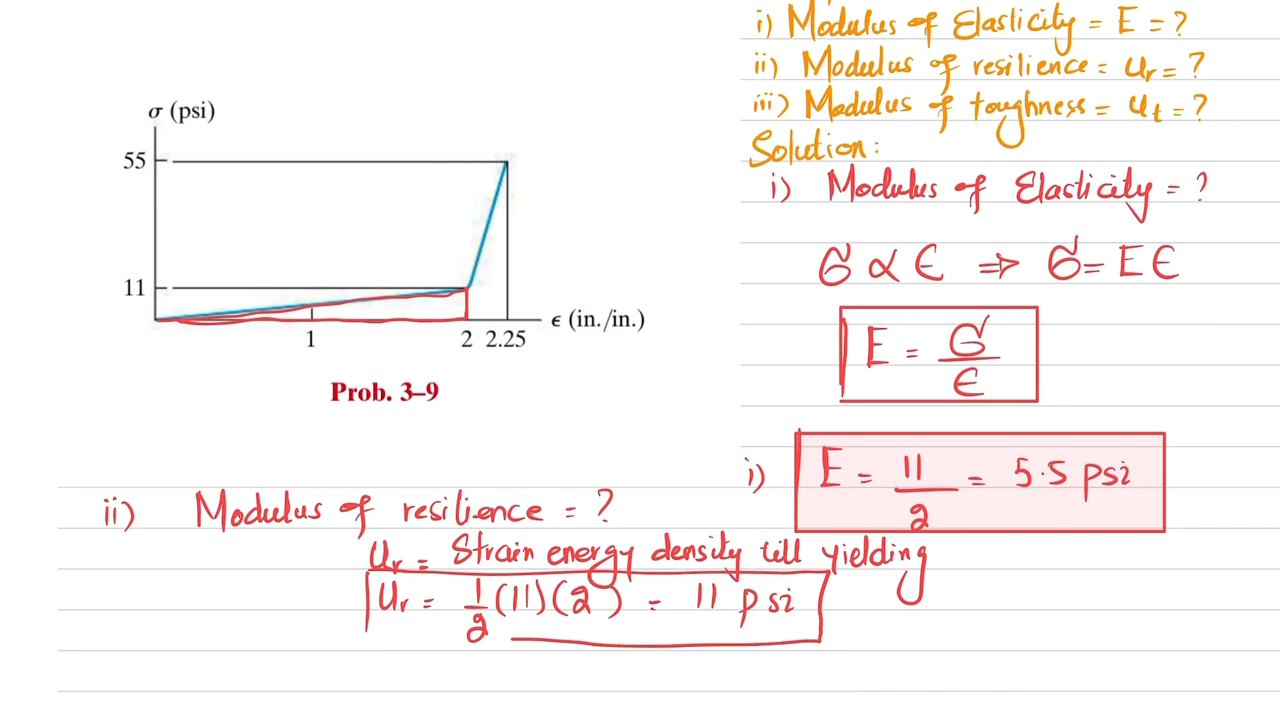 i) Modulus of Elasticity = E = ?
ii) Modulus of resilience = ur = ?
iii) Modulus of toughness = ut = ?
Solution:
i) Modulus of Elasticity = ?
σ ∝ ϵ ⇒ σ = E ϵ
E = σ / ϵ
i) E = 11 / 2 = 5.5 psi
σ (psi)
55
11
1 2 2.25
ϵ (in./in.)
Prob. 3–9
ii) Modulus of resilience = ?
ur = Strain energy density till yielding
ur = 1/2 (11)(2) = 11 psi